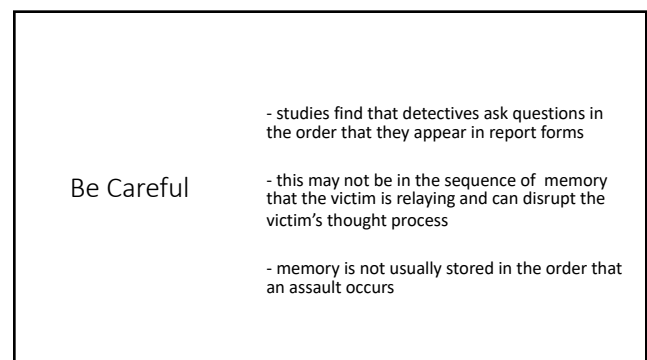 Be Careful
- studies find that detectives ask questions in
the order that they appear in report forms
- this may not be in the sequence of memory
that the victim is relaying and can disrupt the
victim's thought process
- memory is not usually stored in the order that
an assault occurs